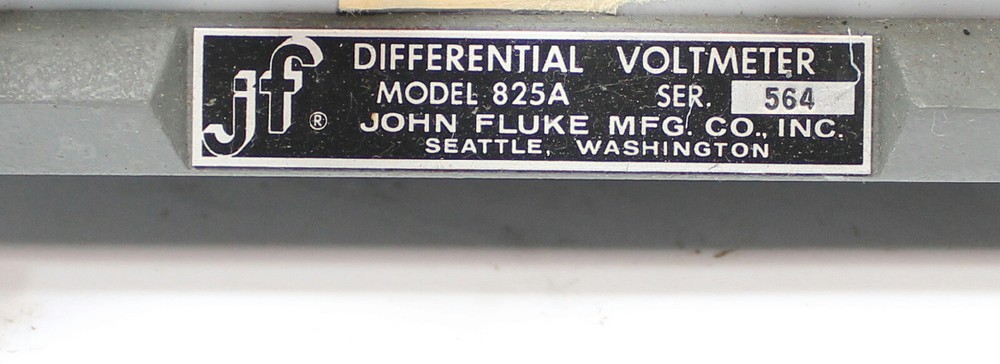 jf® DIFFERENTIAL VOLTMETER
MODEL 825A SER. 564
JOHN FLUKE MFG. CO., INC.
SEATTLE, WASHINGTON